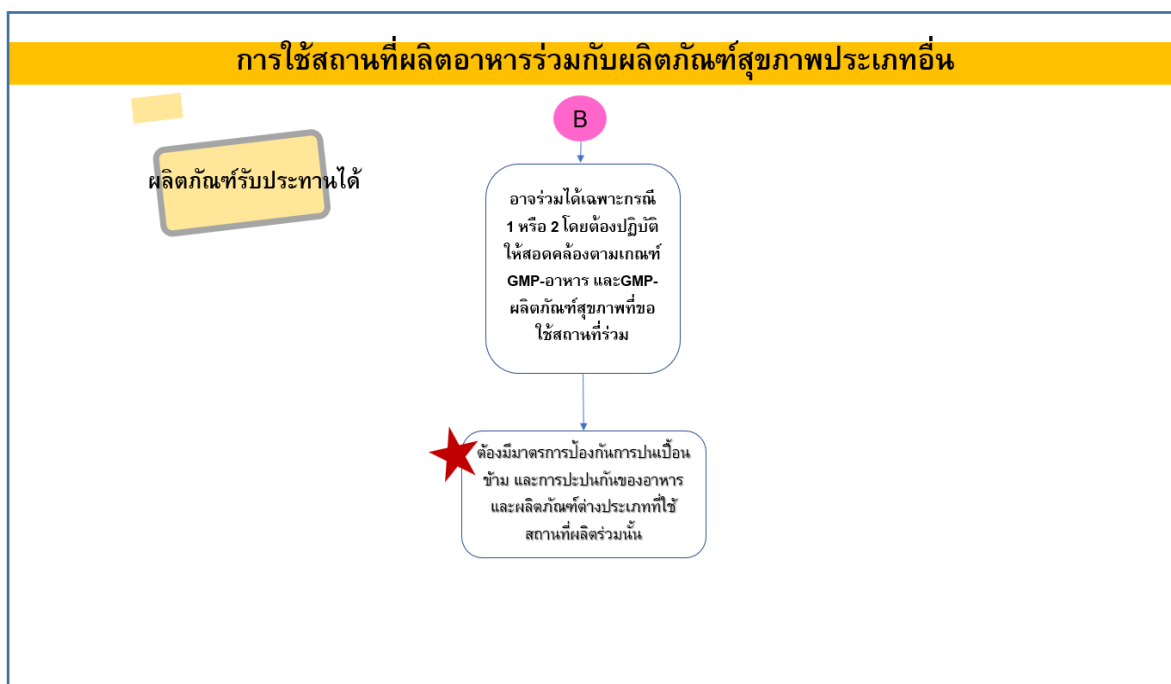 การใช้สถานที่ผลิตอาหารร่วมกับผลิตภัณฑ์สุขภาพประเภทอื่น
B
ผลิตภัณฑ์รับประทานได้
อาจร่วมได้เฉพาะกรณี
1 หรือ 2 โดยต้องปฏิบัติ
ให้สอดคล้องตามเกณฑ์
GMP-อาหาร และGMP-
ผลิตภัณฑ์สุขภาพที่ขอ
ใช้สถานที่ร่วม
ต้องมีมาตรการป้องกันการปนเปื้อน
ข้าม และการปะปนกันของอาหาร
และผลิตภัณฑ์ต่างประเภทที่ใช้
สถานที่ผลิตร่วมนั้น